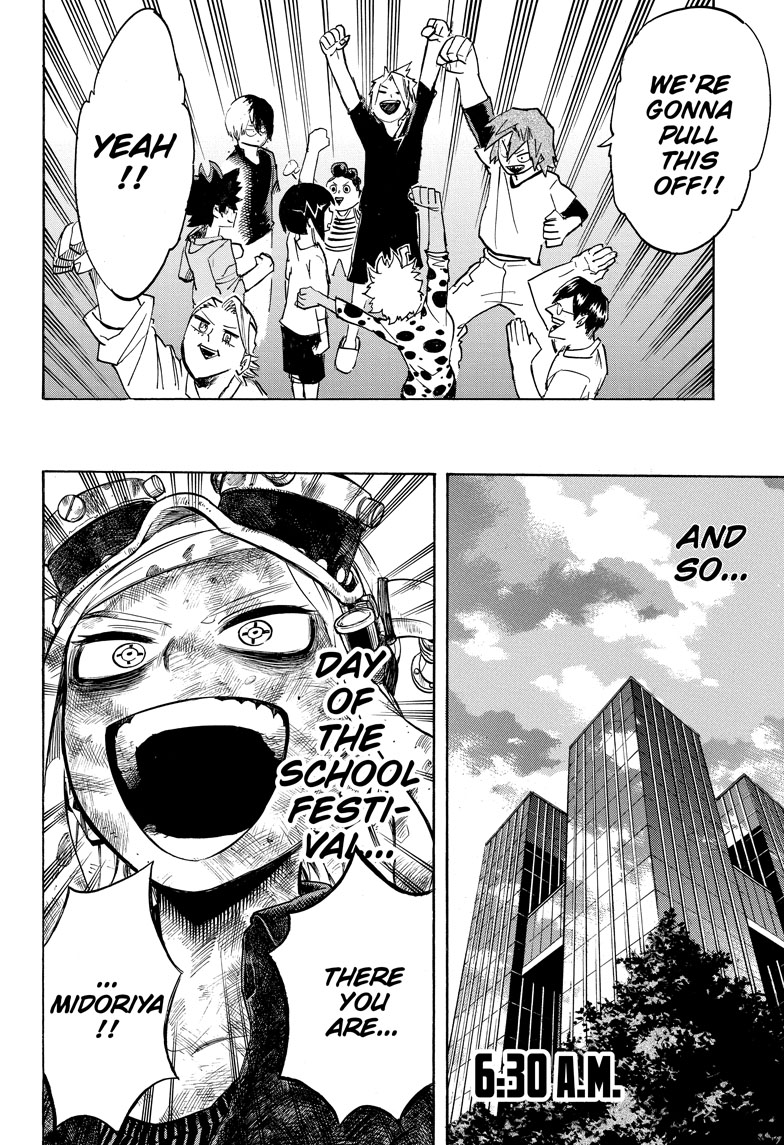 WE'RE
GONNA
PULL
THIS
OFF!!
YEAH
!!
AND
SO...
6:30 A.M.
DAY
OF
THE
SCHOOL
FESTI-
VAL...
THERE
YOU
ARE...
...
MIDORIYA
!!